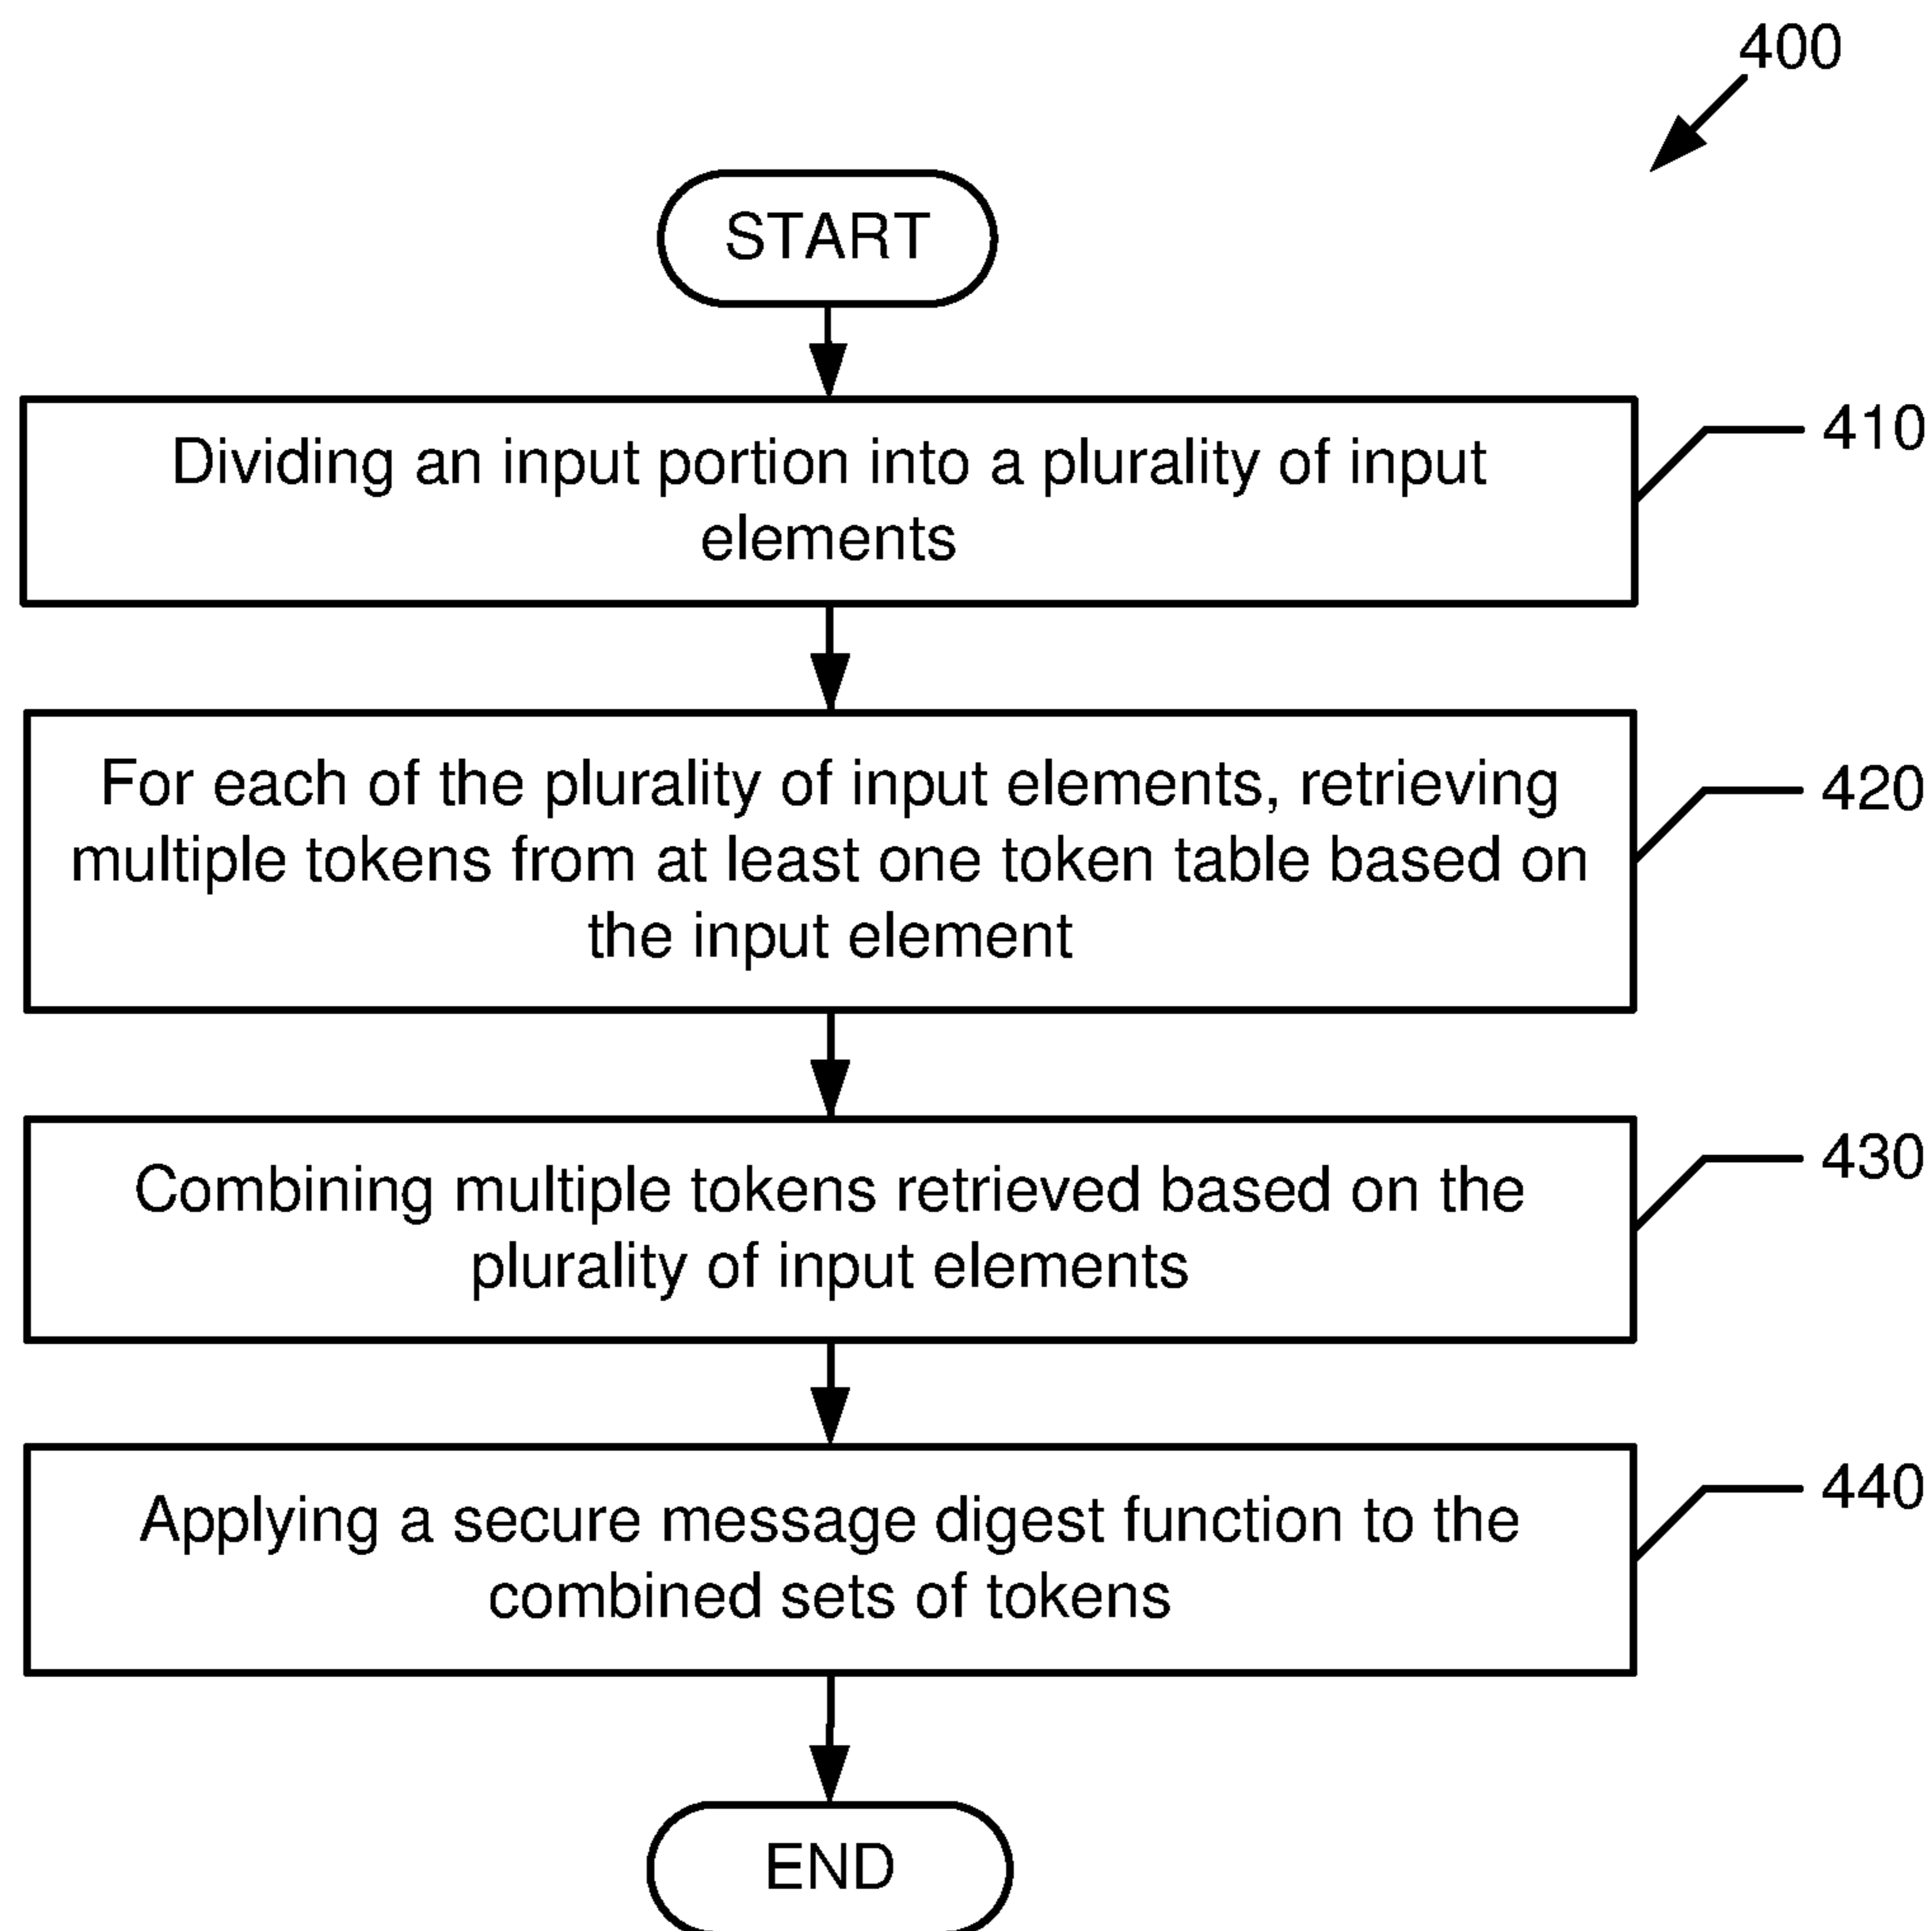 400
START
Dividing an input portion into a plurality of input
elements
410
For each of the plurality of input elements, retrieving
multiple tokens from at least one token table based on
the input element
420
Combining multiple tokens retrieved based on the
plurality of input elements
430
Applying a secure message digest function to the
combined sets of tokens
440
END